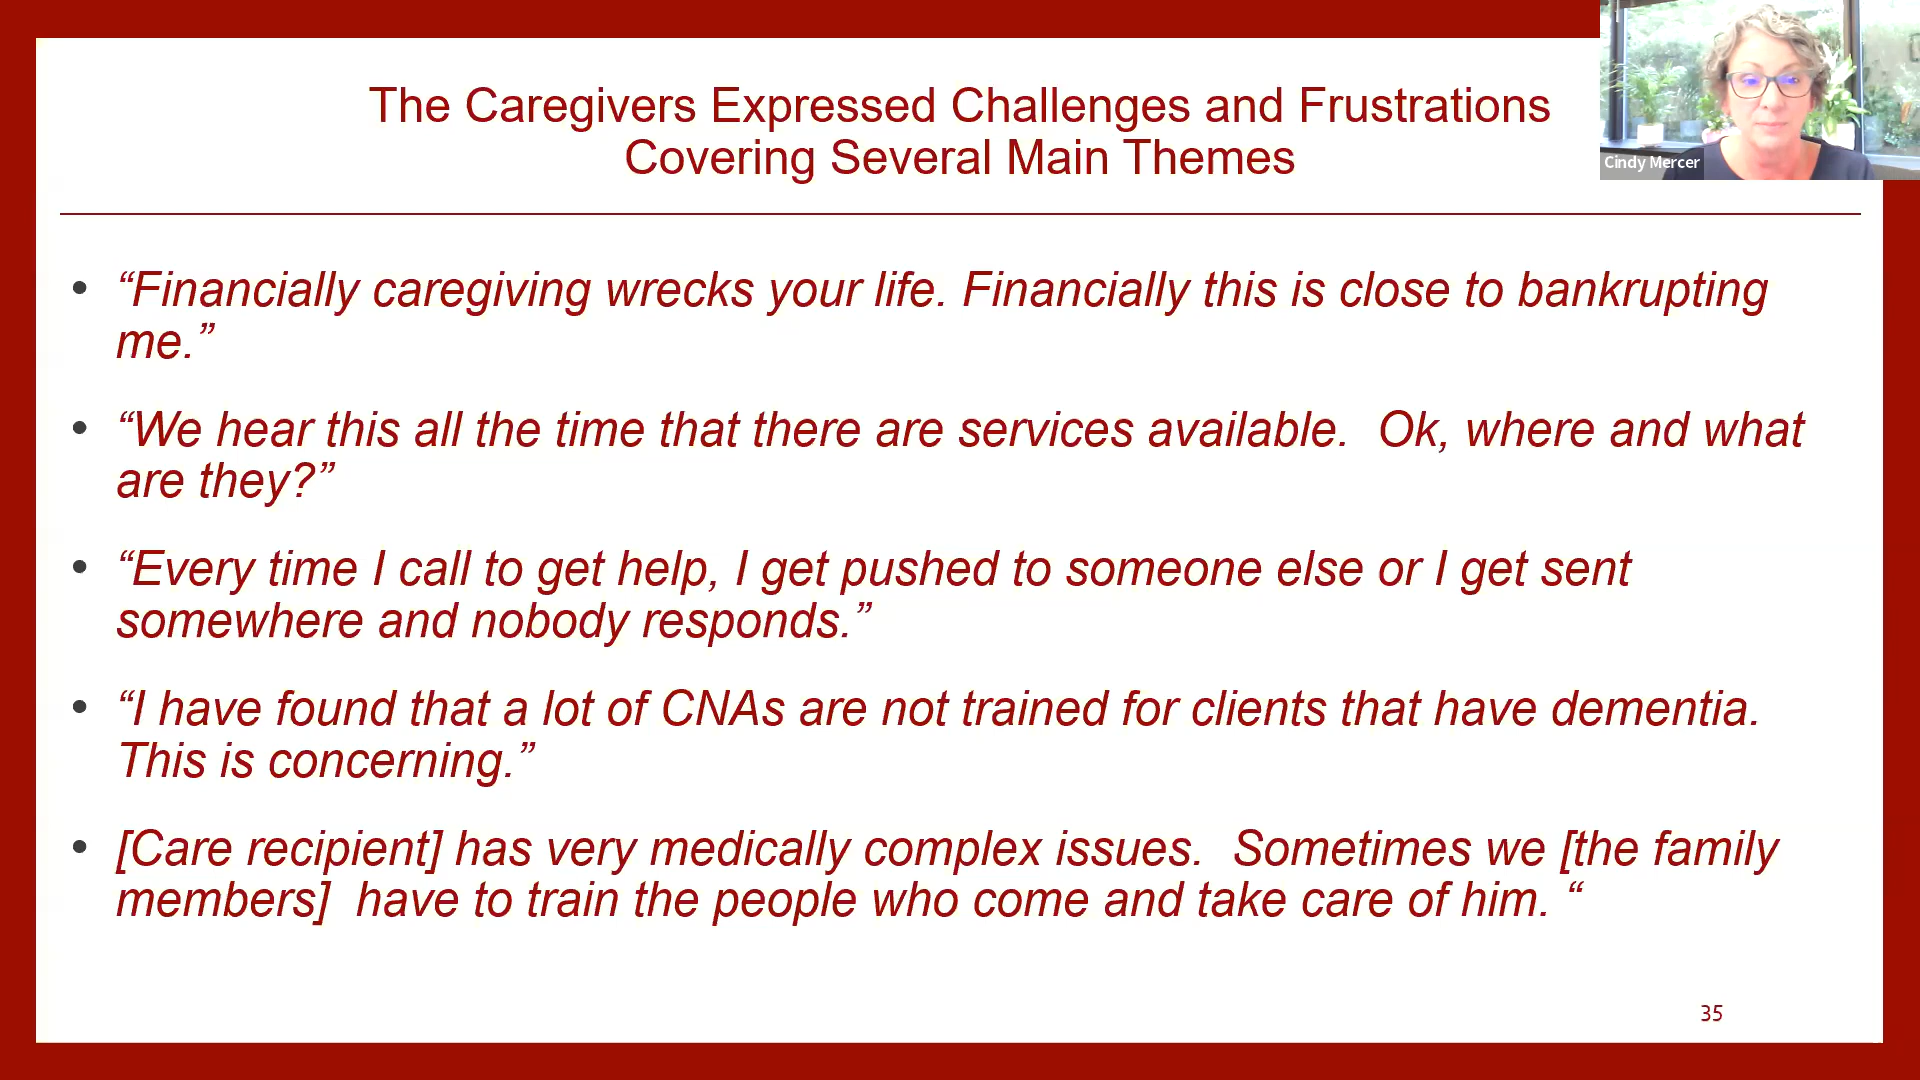 The Caregivers Expressed Challenges and Frustrations
Covering Several Main Themes
Cindy Mercer
• “Financially caregiving wrecks your life. Financially this is close to bankrupting
me.”
• “We hear this all the time that there are services available.  Ok, where and what
are they?”
• “Every time I call to get help, I get pushed to someone else or I get sent
somewhere and nobody responds.”
• “I have found that a lot of CNAs are not trained for clients that have dementia.
This is concerning.”
• [Care recipient] has very medically complex issues.  Sometimes we [the family
members]  have to train the people who come and take care of him. “
35